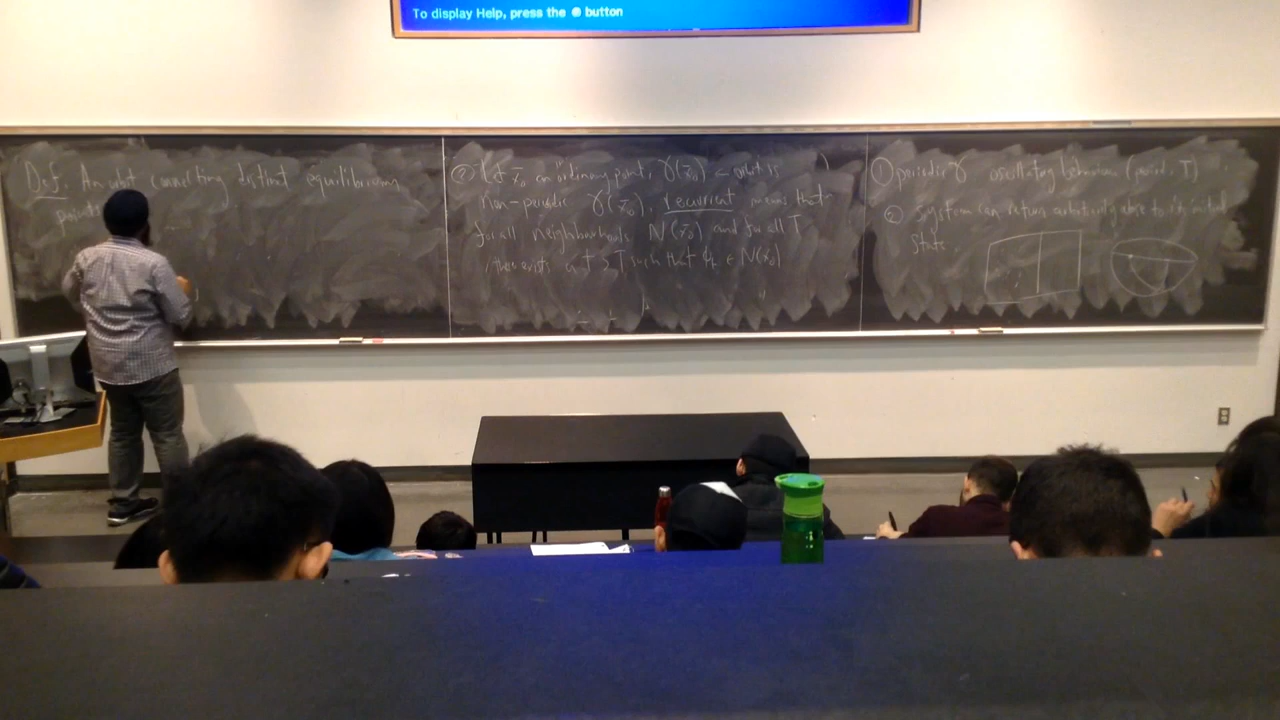 To display Help, press the button
Def. An orbit connecting distinct equilibrium
points
② Let x̄₀ an ordinary point, γ(x̄₀) ← orbit is
non-periodic γ(x̄₀), recurrent means that
for all neighbourhoods N(x̄₀) and for all T
, there exists a t > T such that φₜ ∈ N(x̄₀)
① periodic γ oscillating behaviour (period, T)
② system can return arbitrarily close to its initial
state